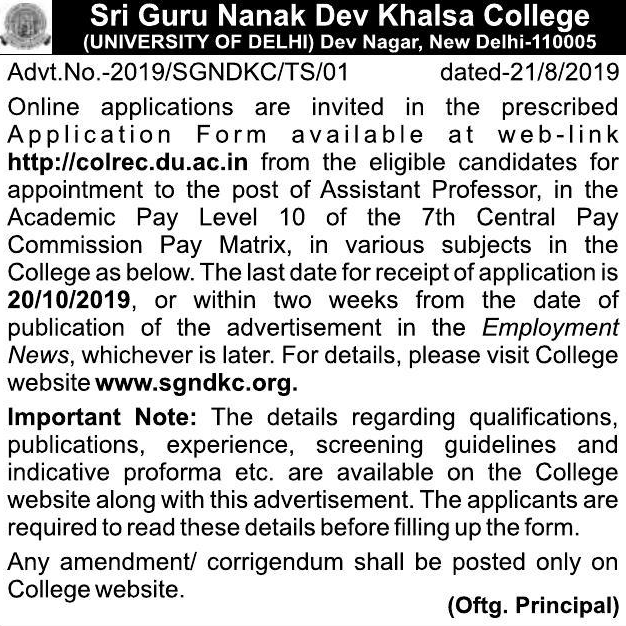 Sri Guru Nanak Dev Khalsa College
(UNIVERSITY OF DELHI) Dev Nagar, New Delhi-110005
Advt.No.-2019/SGNDKC/TS/01 dated-21/8/2019
Online applications are invited in the prescribed
Application Form available at web-link
http://colrec.du.ac.in from the eligible candidates for
appointment to the post of Assistant Professor, in the
Academic Pay Level 10 of the 7th Central Pay
Commission Pay Matrix, in various subjects in the
College as below. The last date for receipt of application is
20/10/2019, or within two weeks from the date of
publication of the advertisement in the Employment
News, whichever is later. For details, please visit College
website www.sgndkc.org.
Important Note: The details regarding qualifications,
publications, experience, screening guidelines and
indicative proforma etc. are available on the College
website along with this advertisement. The applicants are
required to read these details before filling up the form.
Any amendment/ corrigendum shall be posted only on
College website.
(Oftg. Principal)